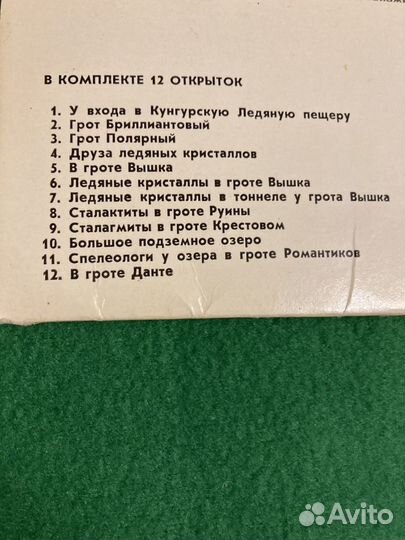 В КОМПЛЕКТЕ 12 ОТКРЫТОК
1. У входа в Кунгурскую Ледяную пещеру
2. Грот Бриллиантовый
3. Грот Полярный
4. Друза ледяных кристаллов
5. В гроте Вышка
6. Ледяные кристаллы в гроте Вышка
7. Ледяные кристаллы в тоннеле у грота Вышка
8. Сталактиты в гроте Руины
9. Сталагмиты в гроте Крестовом
10. Большое подземное озеро
11. Спелеологи у озера в гроте Романтиков
12. В гроте Данте
Avito